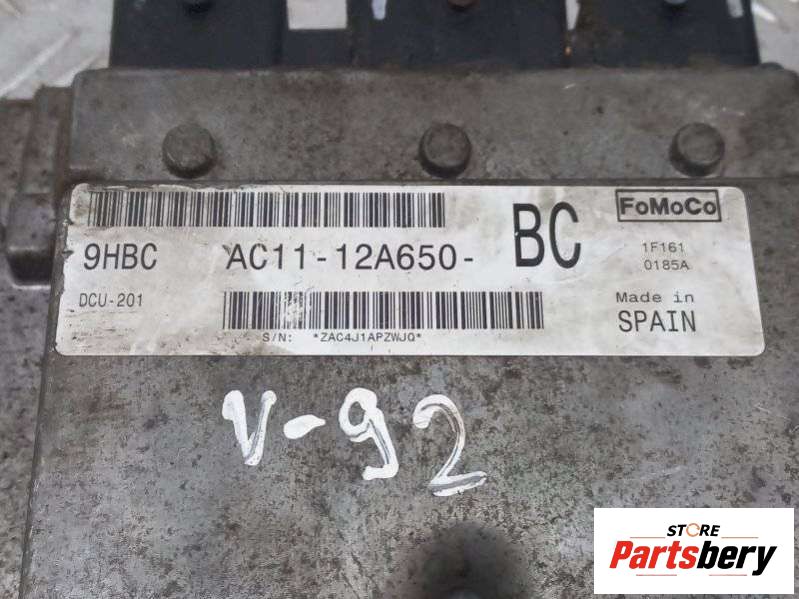 BC
FoMoCo
9HBC AC11-12A650-
1F161
0185A
DCU-201
Made in
SPAIN
S/N: *ZAC4J1APZWJQ*
V-92
STORE
Partsbery